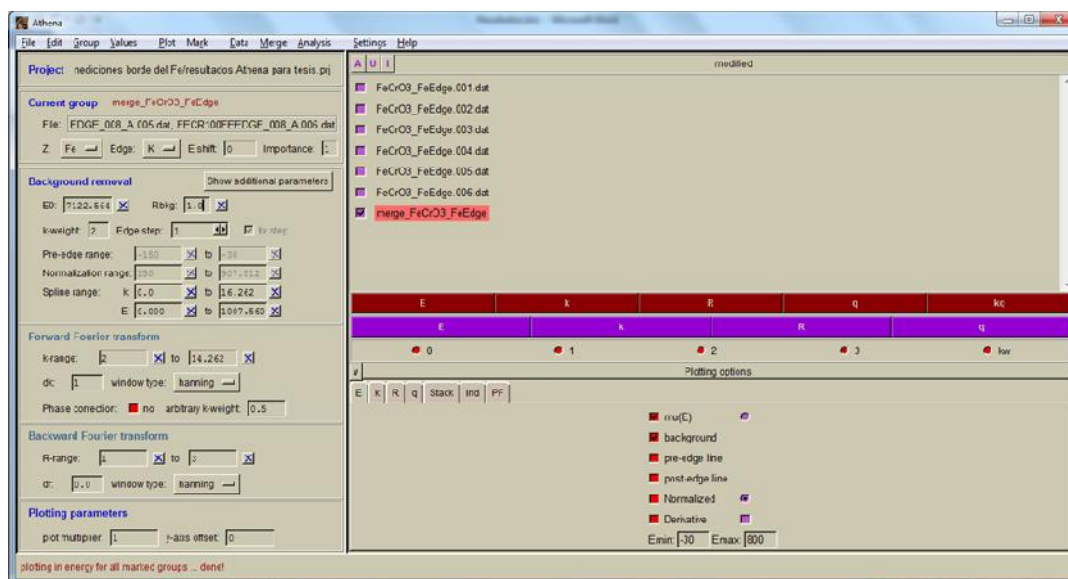 Athena
File Edit Group Values Plot Mark Data Merge Analysis Settings Help
Project: mediciones borde del Fe/resultacos Athena para tesis.prj
Current group: merge_FeCrO3_FeEdge
File: EDGE_008_A.005.dat, FECR100FEEDGE_008_A.006.dat
Z: Fe Edge: K E shift: 0 Importance: 1
Background removal Show additional parameters
E0: 7122.564 Rbkg: 1.0
k-weight: 2 Edge step: 1 fix step
Pre-edge range: -150 to -30
Normalization range: to
Spline range: k: 0.0 to 16.262
E: 0.000 to
Forward Fourier transform
k-range: 2 to 14.262
dk: 1 window type: hanning
Phase correction: no arbitrary k-weight: 0.5
Backward Fourier transform
R-range: 1 to 3
dr: 0.0 window type: hanning
Plotting parameters
plot multiplier: 1 y-axis offset: 0
A U I modified
FeCrO3_FeEdge.001.dat
FeCrO3_FeEdge.002.dat
FeCrO3_FeEdge.003.dat
FeCrO3_FeEdge.004.dat
FeCrO3_FeEdge.005.dat
FeCrO3_FeEdge.006.dat
merge_FeCrO3_FeEdge
E k R q kq
E k R q
0 1 2 3 kw
Plotting options
E k R q Stack Ind PF
mu(E)
background
pre-edge line
post-edge line
Normalized
Derivative
Emin: -30 Emax: 800
plotting in energy for all marked groups ... done!